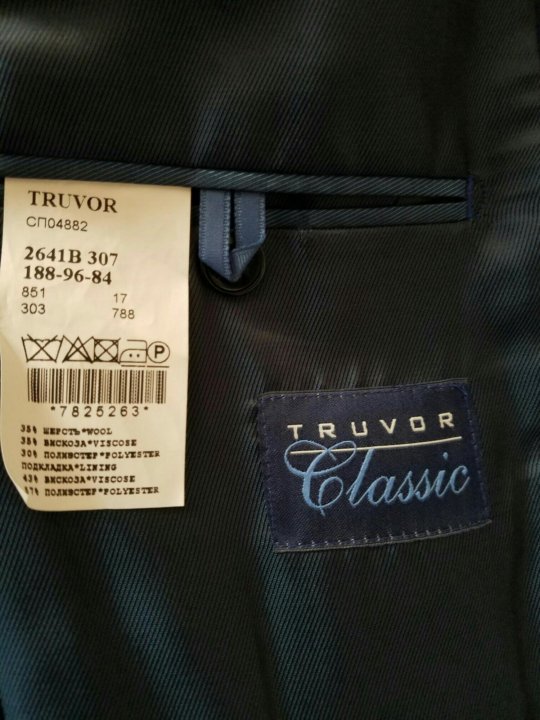 TRUVOR
СП04882
2641В 307
188-96-84
851 17
303 788
P
*7825263*
35% ШЕРСТЬ*WOOL
35% ВИСКОЗА*VISCOSE
30% ПОЛИЭСТЕР*POLYESTER
ПОДКЛАДКА*LINING
43% ВИСКОЗА*VISCOSE
57% ПОЛИЭСТЕР*POLYESTER
TRUVOR
Classic